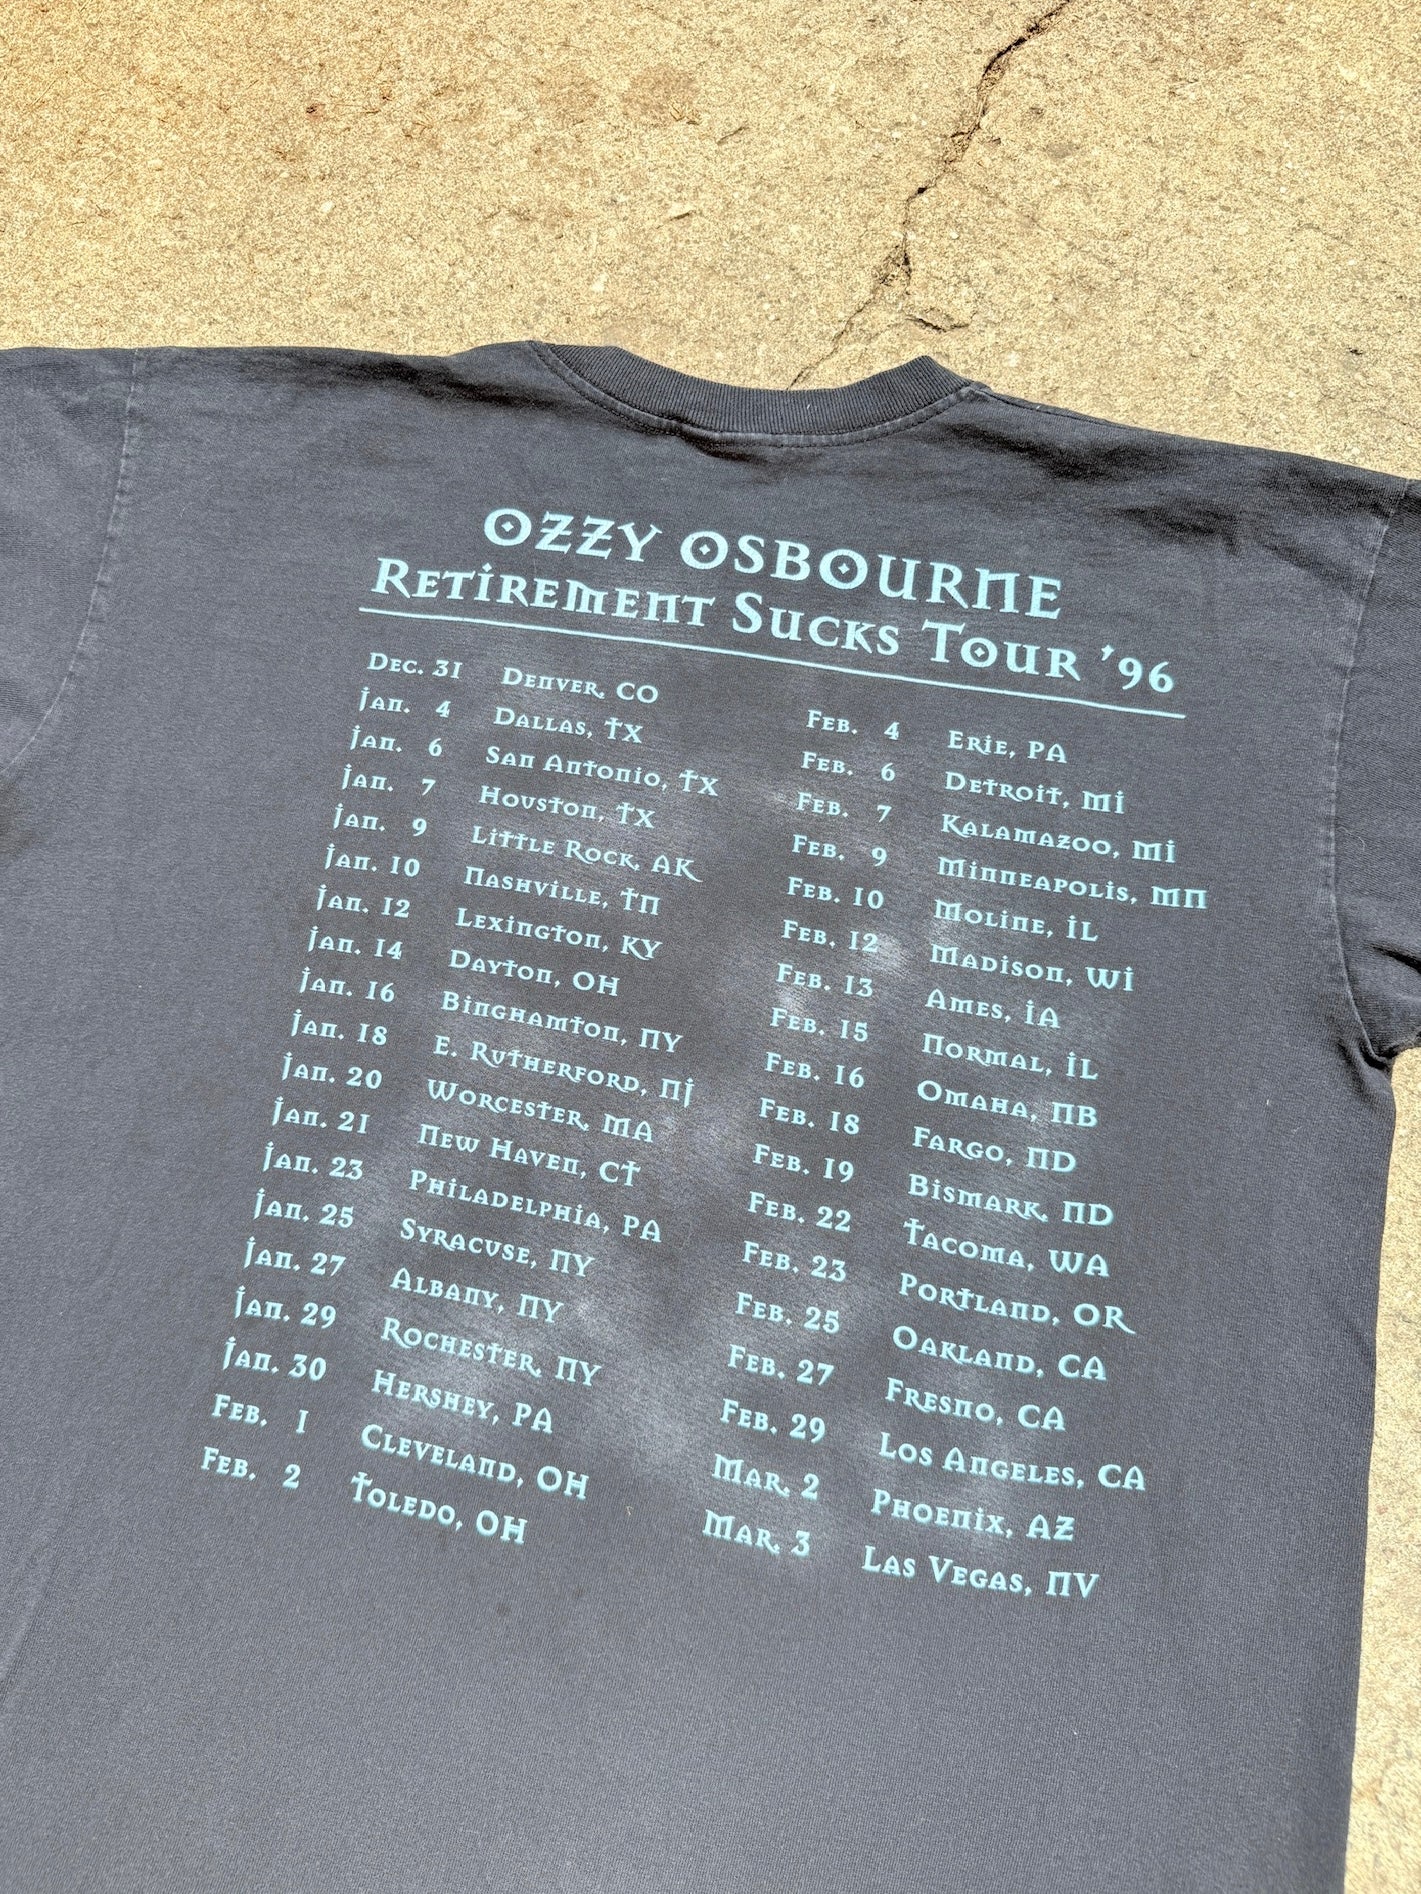 OZZY OSBOURNE
RETIREMENT SUCKS TOUR '96
DEC. 31 DENVER, CO
JAN. 4 DALLAS, TX
JAN. 6 SAN ANTONIO, TX
JAN. 7 HOUSTON, TX
JAN. 9 LITTLE ROCK, AK
JAN. 10 NASHVILLE, TN
JAN. 12 LEXINGTON, KY
JAN. 14 DAYTON, OH
JAN. 16 BINGHAMTON, NY
JAN. 18 E. RUTHERFORD, NJ
JAN. 20 WORCESTER, MA
JAN. 21 NEW HAVEN, CT
JAN. 23 PHILADELPHIA, PA
JAN. 25 SYRACUSE, NY
JAN. 27 ALBANY, NY
JAN. 29 ROCHESTER, NY
JAN. 30 HERSHEY, PA
FEB. 1 CLEVELAND, OH
FEB. 2 TOLEDO, OH
FEB. 4 ERIE, PA
FEB. 6 DETROIT, MI
FEB. 7 KALAMAZOO, MI
FEB. 9 MINNEAPOLIS, MN
FEB. 10 MOLINE, IL
FEB. 12 MADISON, WI
FEB. 13 AMES, IA
FEB. 15 NORMAL, IL
FEB. 16 OMAHA, NB
FEB. 18 FARGO, ND
FEB. 19 BISMARK, ND
FEB. 22 TACOMA, WA
FEB. 23 PORTLAND, OR
FEB. 25 OAKLAND, CA
FEB. 27 FRESNO, CA
FEB. 29 LOS ANGELES, CA
MAR. 2 PHOENIX, AZ
MAR. 3 LAS VEGAS, NV